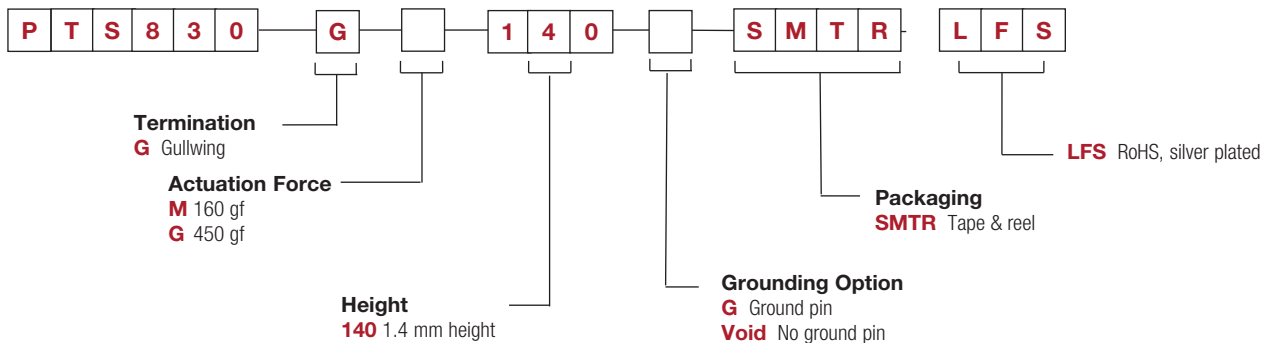 PTS830 G 140 SMTR- LFS
Termination
G Gullwing
Actuation Force
M 160 gf
G 450 gf
Height
140 1.4 mm height
Grounding Option
G Ground pin
Void No ground pin
Packaging
SMTR Tape & reel
LFS RoHS, silver plated